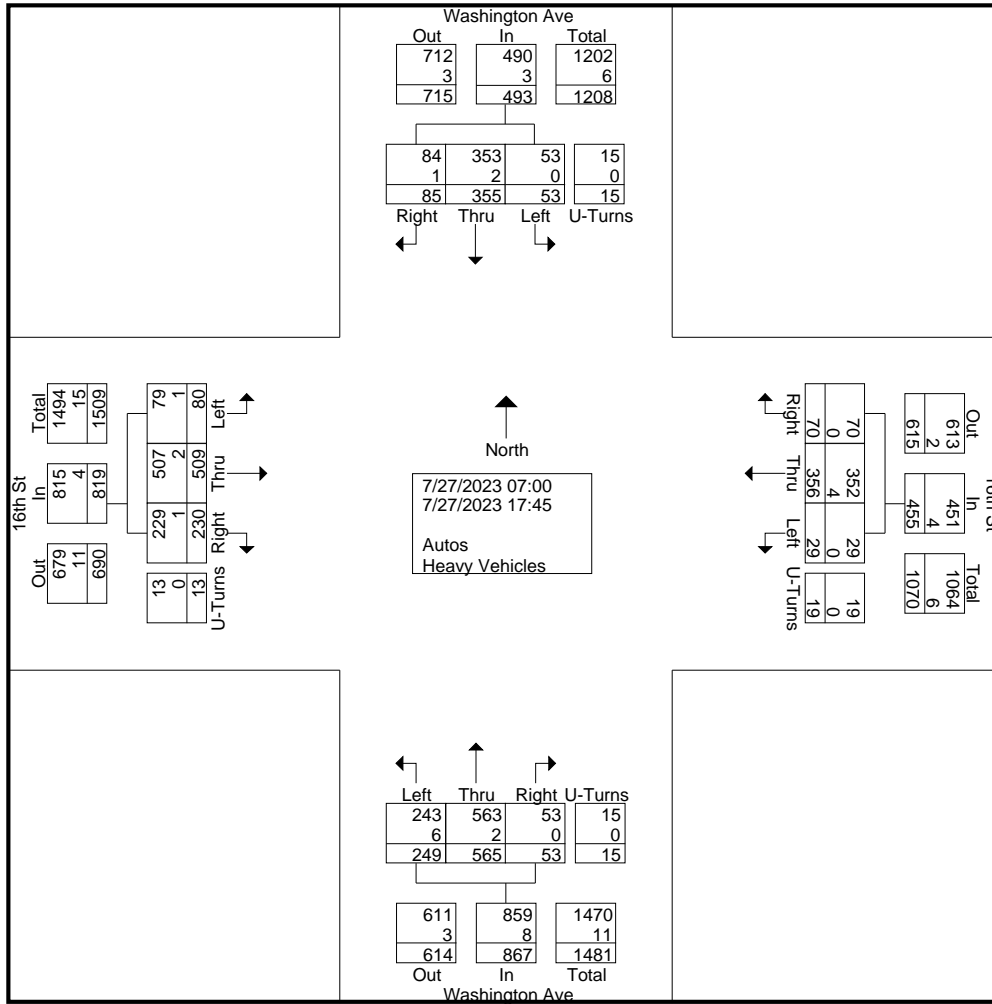 Washington Ave
Out In Total
712 490 1202
3 3 6
715 493 1208
84 353 53 15
1 2 0 0
85 355 53 15
Right Thru Left U-Turns
16th St
Total In Out
1494 815 679
15 4 11
1509 819 690
79 507 229 13
1 2 1 0
80 509 230 13
Left Thru Right U-Turns
North
7/27/2023 07:00
7/27/2023 17:45
Autos
Heavy Vehicles
16th St
Out In Total
613 451 1064
2 4 6
615 455 1070
70 352 29 19
0 4 0 0
70 356 29 19
Right Thru Left U-Turns
Left Thru Right U-Turns
243 563 53 15
6 2 0 0
249 565 53 15
611 859 1470
3 8 11
614 867 1481
Out In Total
Washington Ave